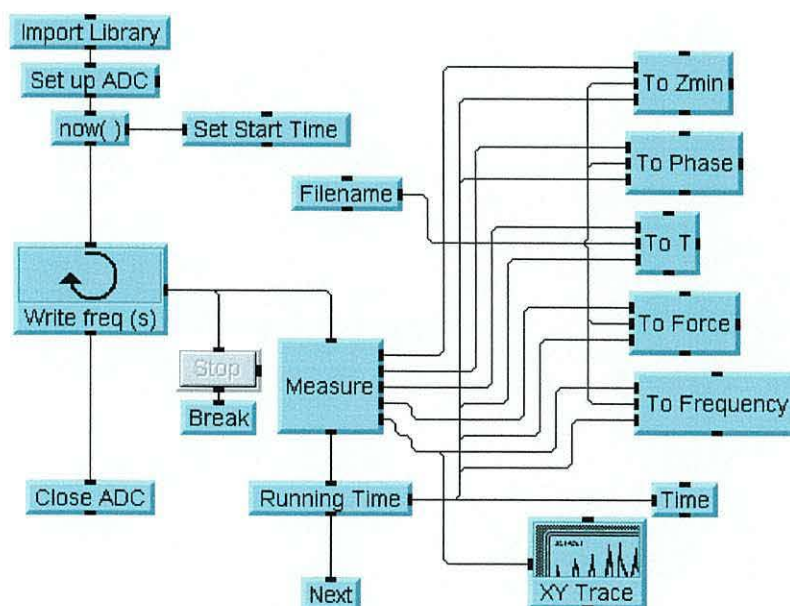 Import Library
Set up ADC
now( )
Set Start Time
To Zmin
To Phase
Filename
To T
Write freq (s)
To Force
Stop
Measure
Break
To Frequency
Close ADC
Running Time
Time
Next
XY Trace